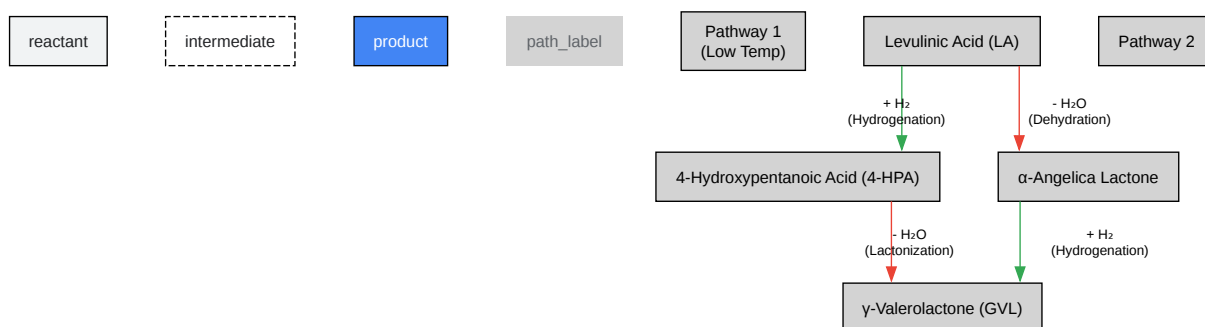 reactant
intermediate
product
path_label
Pathway 1
(Low Temp)
Levulinic Acid (LA)
Pathway 2
+ H₂
(Hydrogenation)
- H₂O
(Dehydration)
4-Hydroxypentanoic Acid (4-HPA)
α-Angelica Lactone
- H₂O
(Lactonization)
+ H₂
(Hydrogenation)
γ-Valerolactone (GVL)